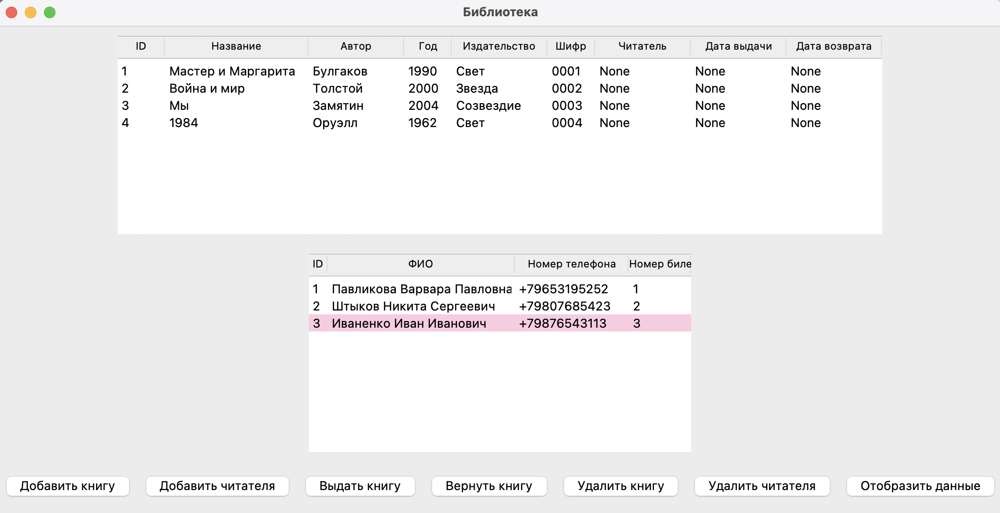 Библиотека
ID Название Автор Год Издательство Шифр Читатель Дата выдачи Дата возврата
1 Мастер и Маргарита Булгаков 1990 Свет 0001 None None None
2 Война и мир Толстой 2000 Звезда 0002 None None None
3 Мы Замятин 2004 Созвездие 0003 None None None
4 1984 Оруэлл 1962 Свет 0004 None None None
ID ФИО Номер телефона Номер биле
1 Павликова Варвара Павловна +79653195252 1
2 Штыков Никита Сергеевич +79807685423 2
3 Иваненко Иван Иванович +79876543113 3
Добавить книгу Добавить читателя Выдать книгу Вернуть книгу Удалить книгу Удалить читателя Отобразить данные